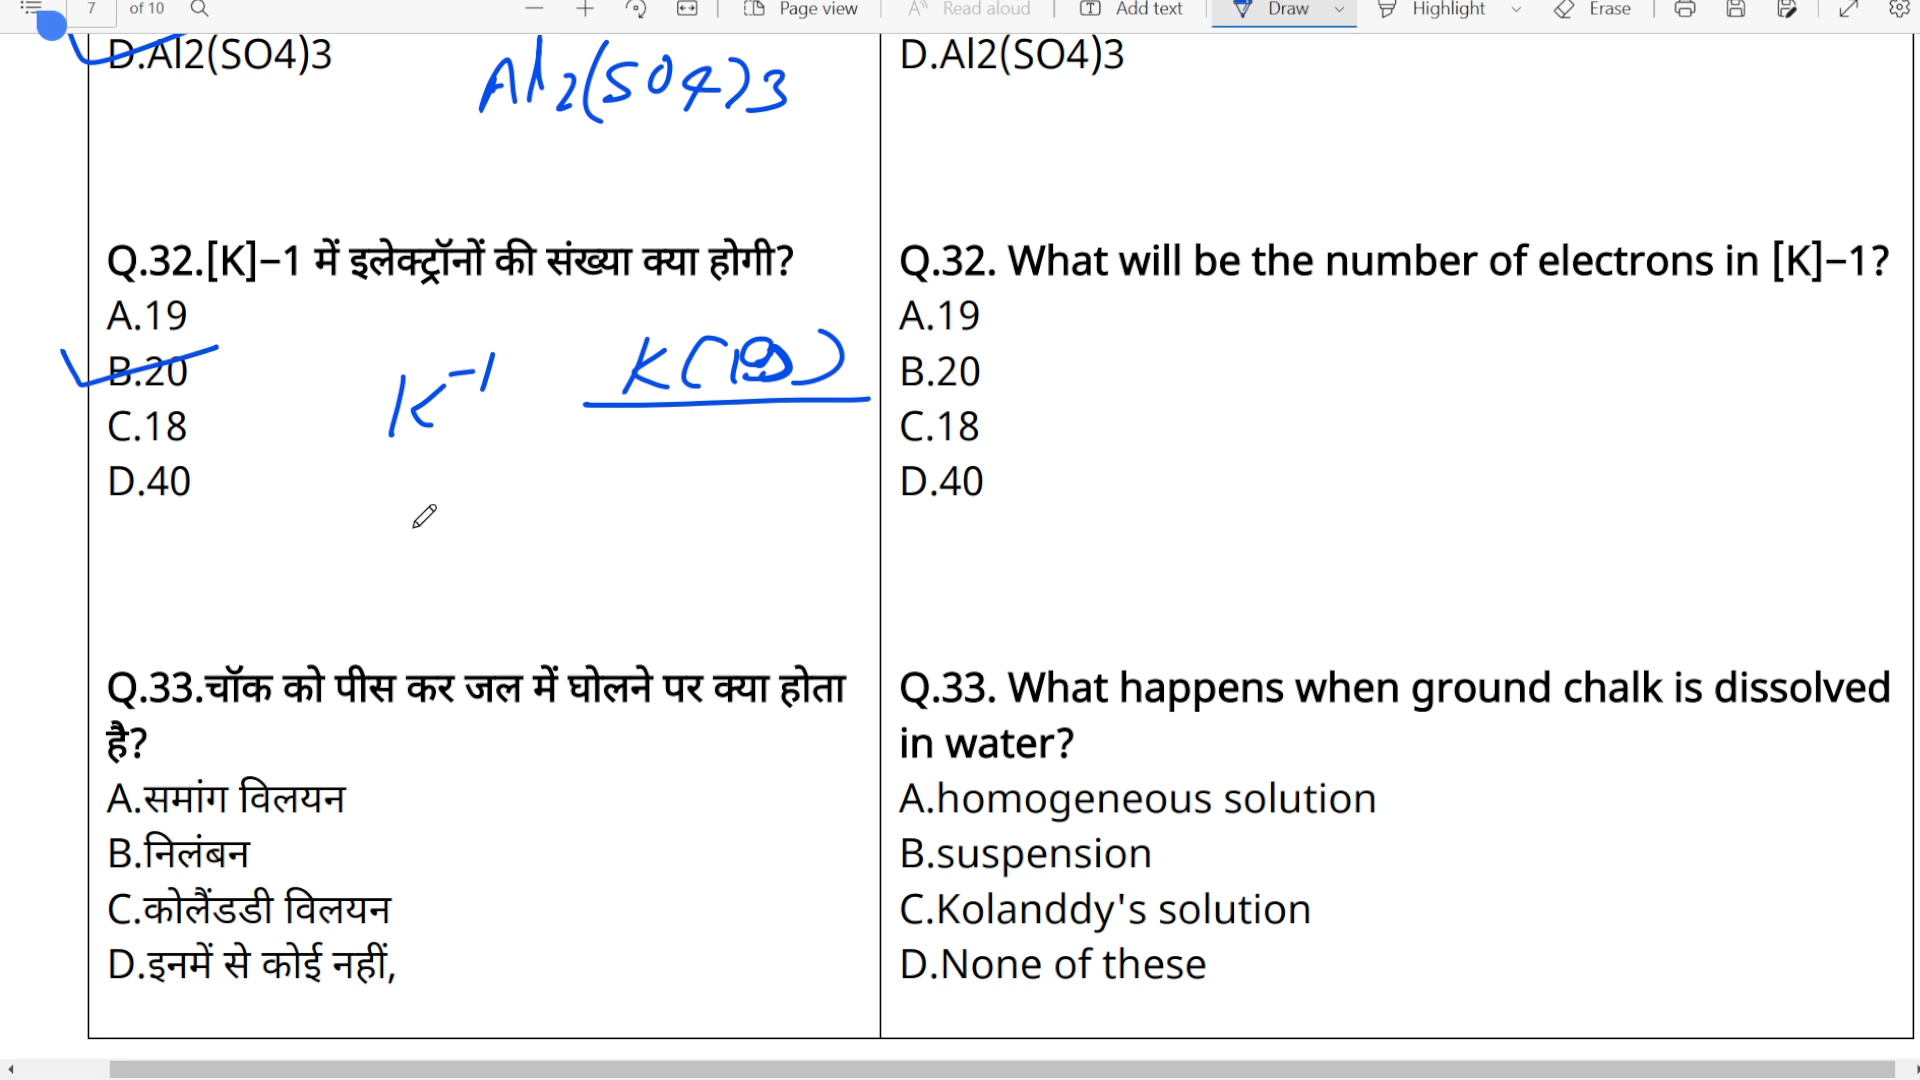 7 of 10 Page view Read aloud Add text Draw Highlight Erase
D.Al2(SO4)3
Al2(SO4)3
D.Al2(SO4)3
Q.32.[K]−1 में इलेक्ट्रॉनों की संख्या क्या होगी?
A.19
B.20
C.18
D.40
K-1
Q.32. What will be the number of electrons in [K]−1?
A.19
B.20
C.18
D.40
Q.33.चॉक को पीस कर जल में घोलने पर क्या होता
है?
A.समांग विलयन
B.निलंबन
C.कोलैंडडी विलयन
D.इनमें से कोई नहीं,
Q.33. What happens when ground chalk is dissolved
in water?
A.homogeneous solution
B.suspension
C.Kolanddy's solution
D.None of these